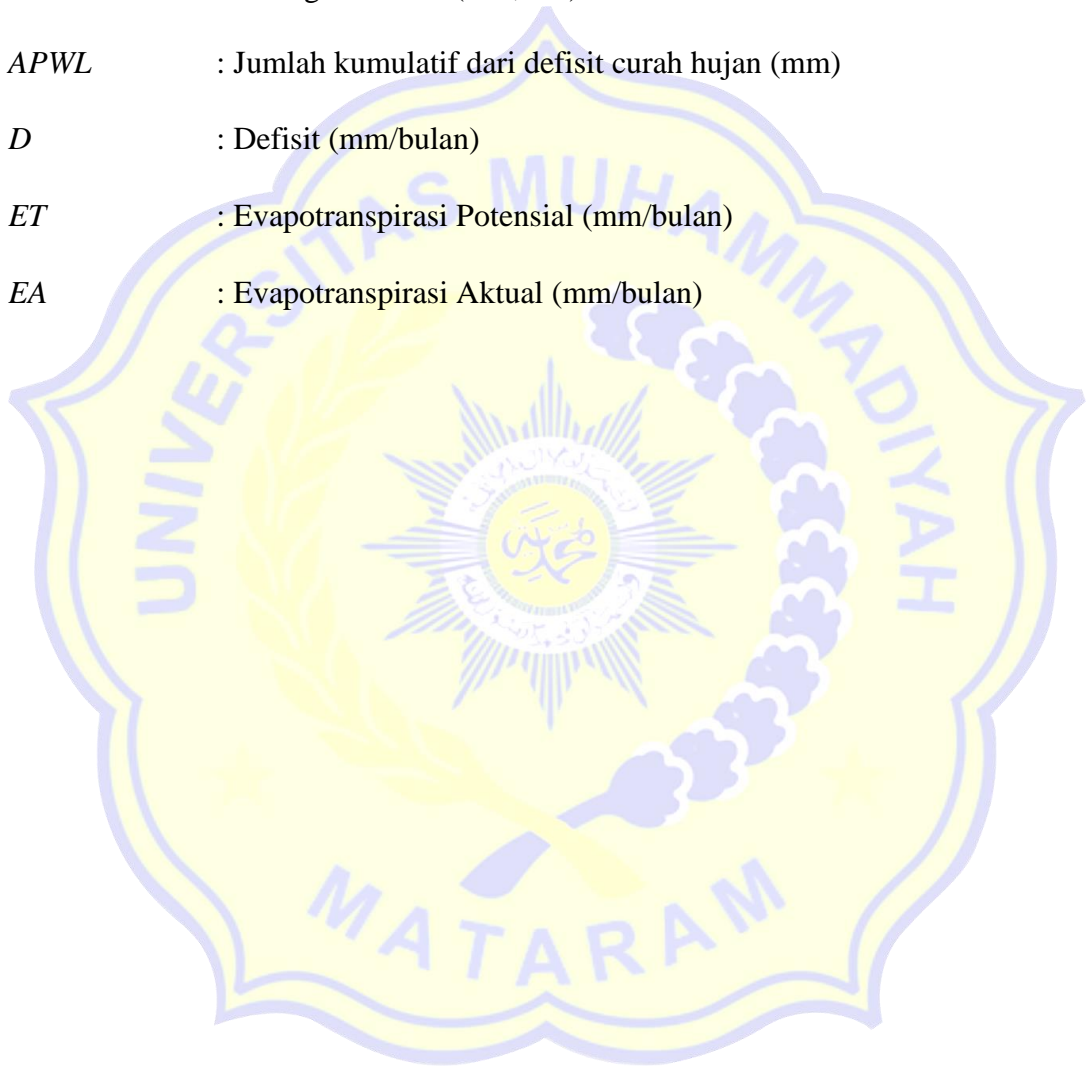 APWL : Jumlah kumulatif dari defisit curah hujan (mm)
D : Defisit (mm/bulan)
ET : Evapotranspirasi Potensial (mm/bulan)
EA : Evapotranspirasi Aktual (mm/bulan)
UNIVERSITAS MUHAMMADIYAH
محمد
MATARAM